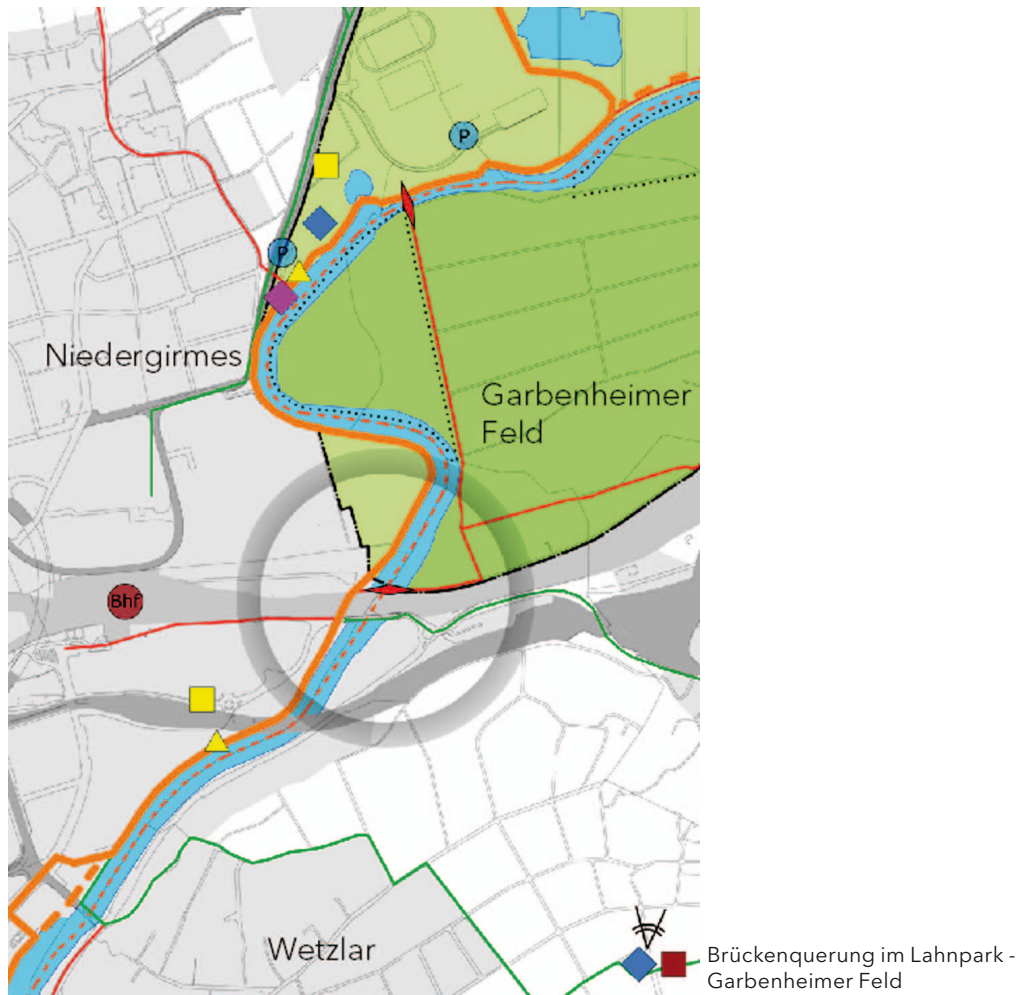 P
P
Niedergirmes
Garbenheimer
Feld
Bhf
Wetzlar
Brückenquerung im Lahnpark -
Garbenheimer Feld